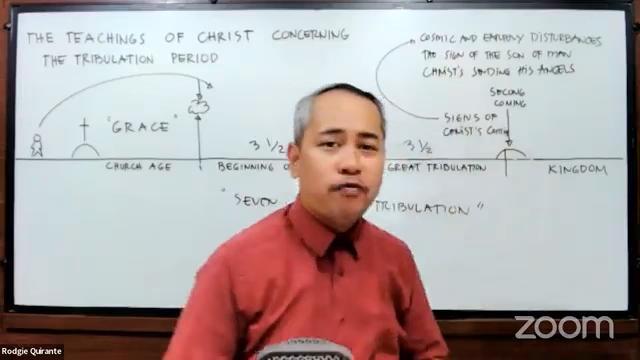 THE TEACHINGS OF CHRIST CONCERNING
THE TRIBULATION PERIOD
COSMIC AND EARTHLY DISTURBANCES
THE SIGN OF THE SON OF MAN
CHRIST'S SENDING HIS ANGELS
SECOND
COMING
SIGNS OF
CHRIST'S
"GRACE"
3 1/2
3 1/2
CHURCH AGE
BEGINNING
GREAT TRIBULATION
KINGDOM
"SEVEN TRIBULATION"
Rodgie Quirante
zoom